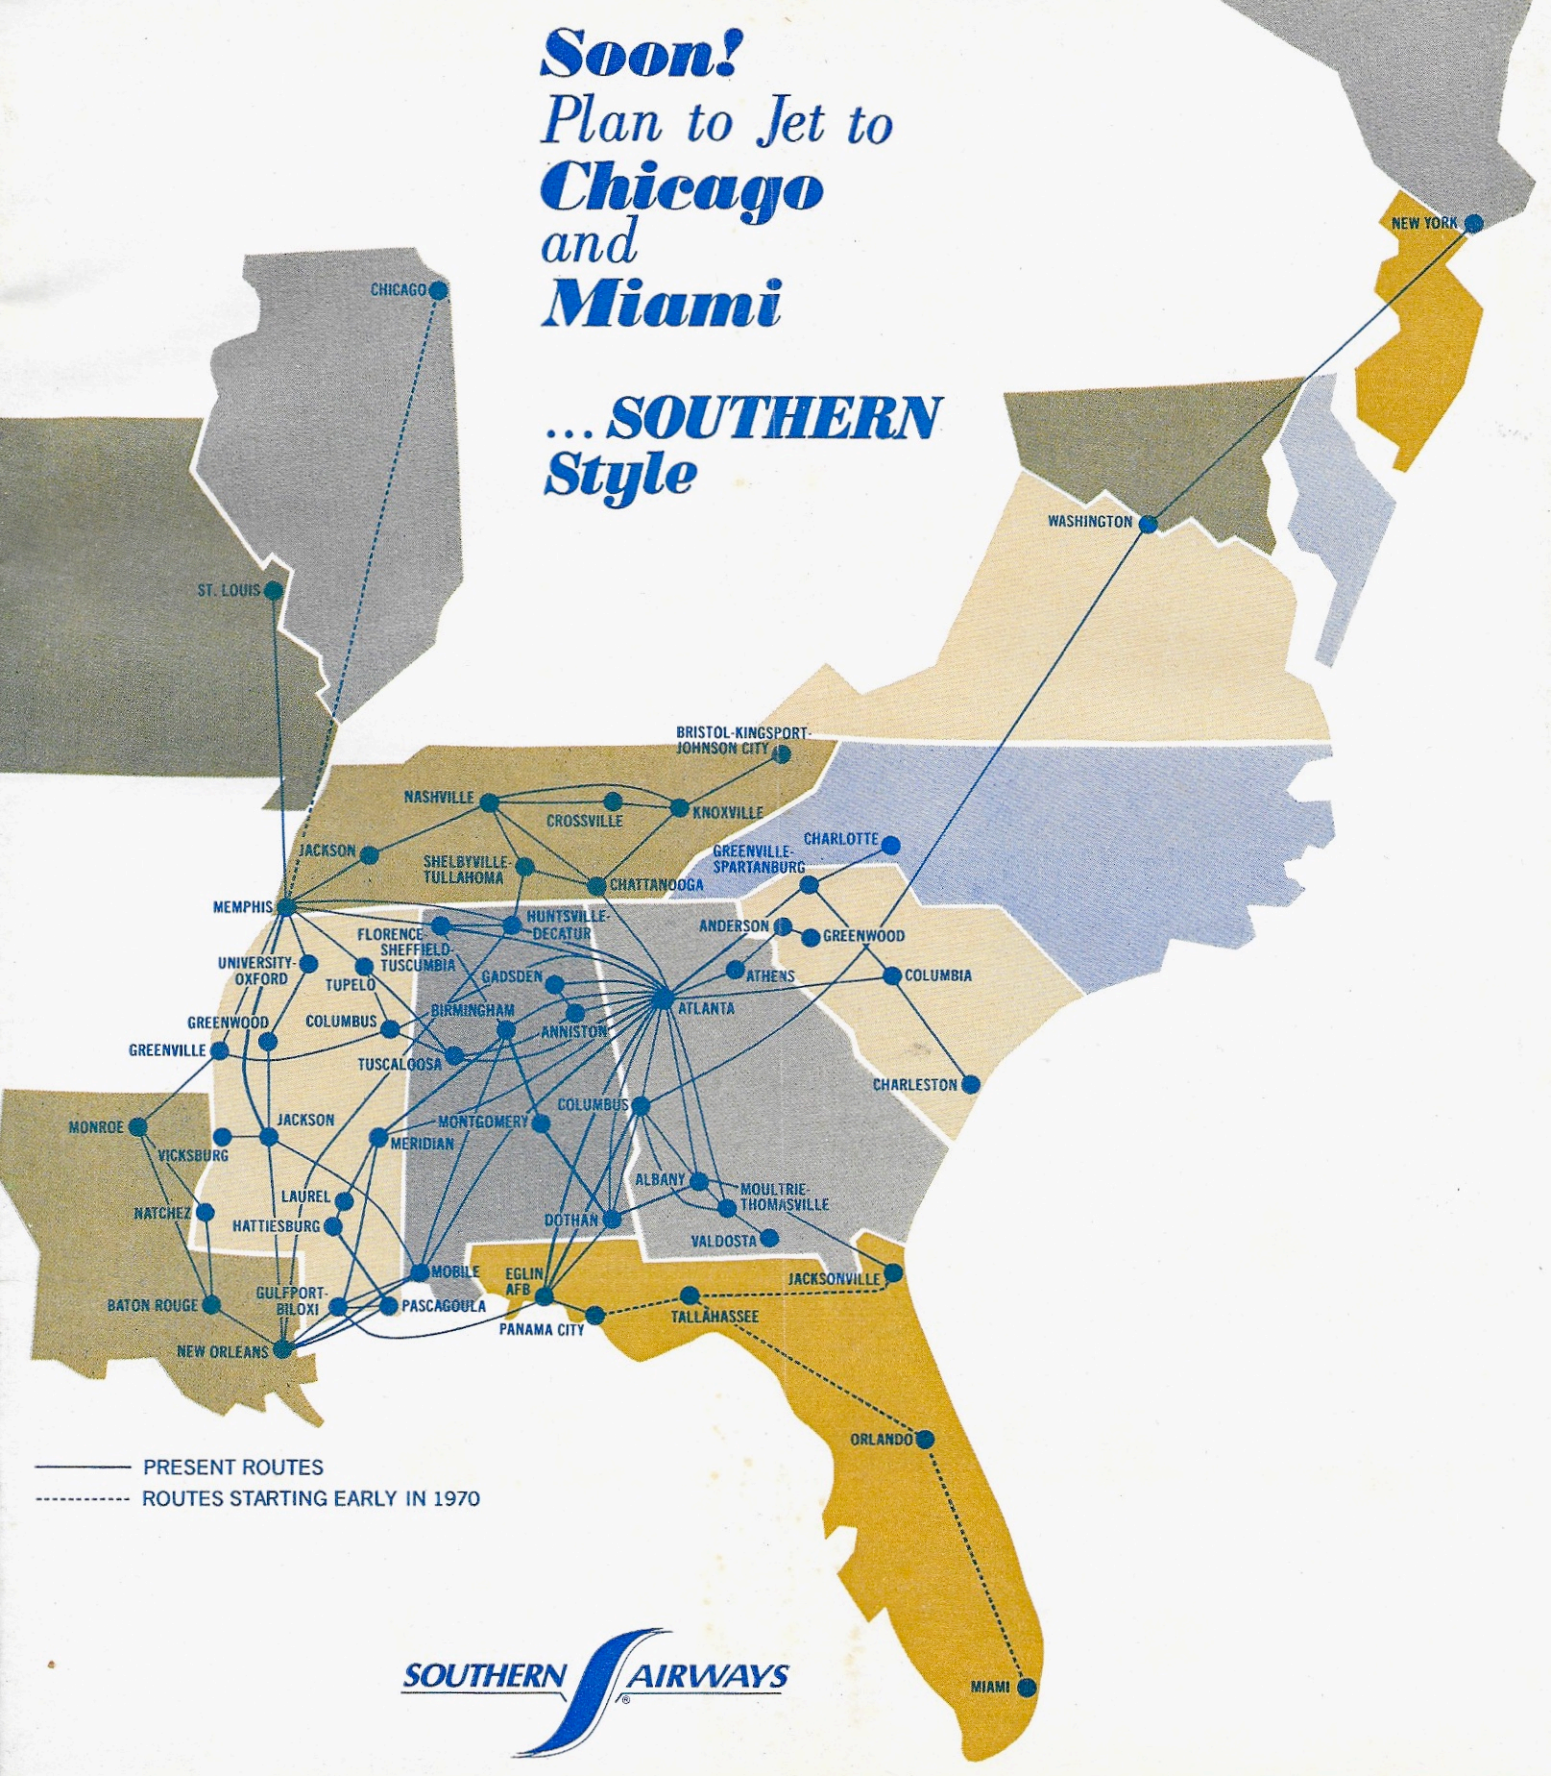 Soon!
Plan to Jet to
Chicago
and
Miami
...SOUTHERN
Style
NEW YORK
CHICAGO
WASHINGTON
ST. LOUIS
BRISTOL-KINGSPORT-
JOHNSON CITY
NASHVILLE
CROSSVILLE
KNOXVILLE
JACKSON
SHELBYVILLE-
TULLAHOMA
CHATTANOOGA
CHARLOTTE
GREENVILLE-
SPARTANBURG
MEMPHIS
HUNTSVILLE-
DECATUR
FLORENCE-
SHEFFIELD-
TUSCUMBIA
ANDERSON
GREENWOOD
UNIVERSITY-
OXFORD
TUPELO
GADSDEN
ATHENS
COLUMBIA
GREENWOOD
COLUMBUS
BIRMINGHAM
ANNISTON
ATLANTA
GREENVILLE
TUSCALOOSA
CHARLESTON
MONROE
VICKSBURG
JACKSON
MERIDIAN
MONTGOMERY
COLUMBUS
LAUREL
ALBANY
MOULTRIE-
THOMASVILLE
NATCHEZ
HATTIESBURG
DOTHAN
VALDOSTA
MOBILE
EGLIN
AFB
JACKSONVILLE
BATON ROUGE
GULFPORT-
BILOXI
PASCAGOULA
PANAMA CITY
TALLAHASSEE
NEW ORLEANS
ORLANDO
PRESENT ROUTES
ROUTES STARTING EARLY IN 1970
MIAMI
SOUTHERN AIRWAYS
®